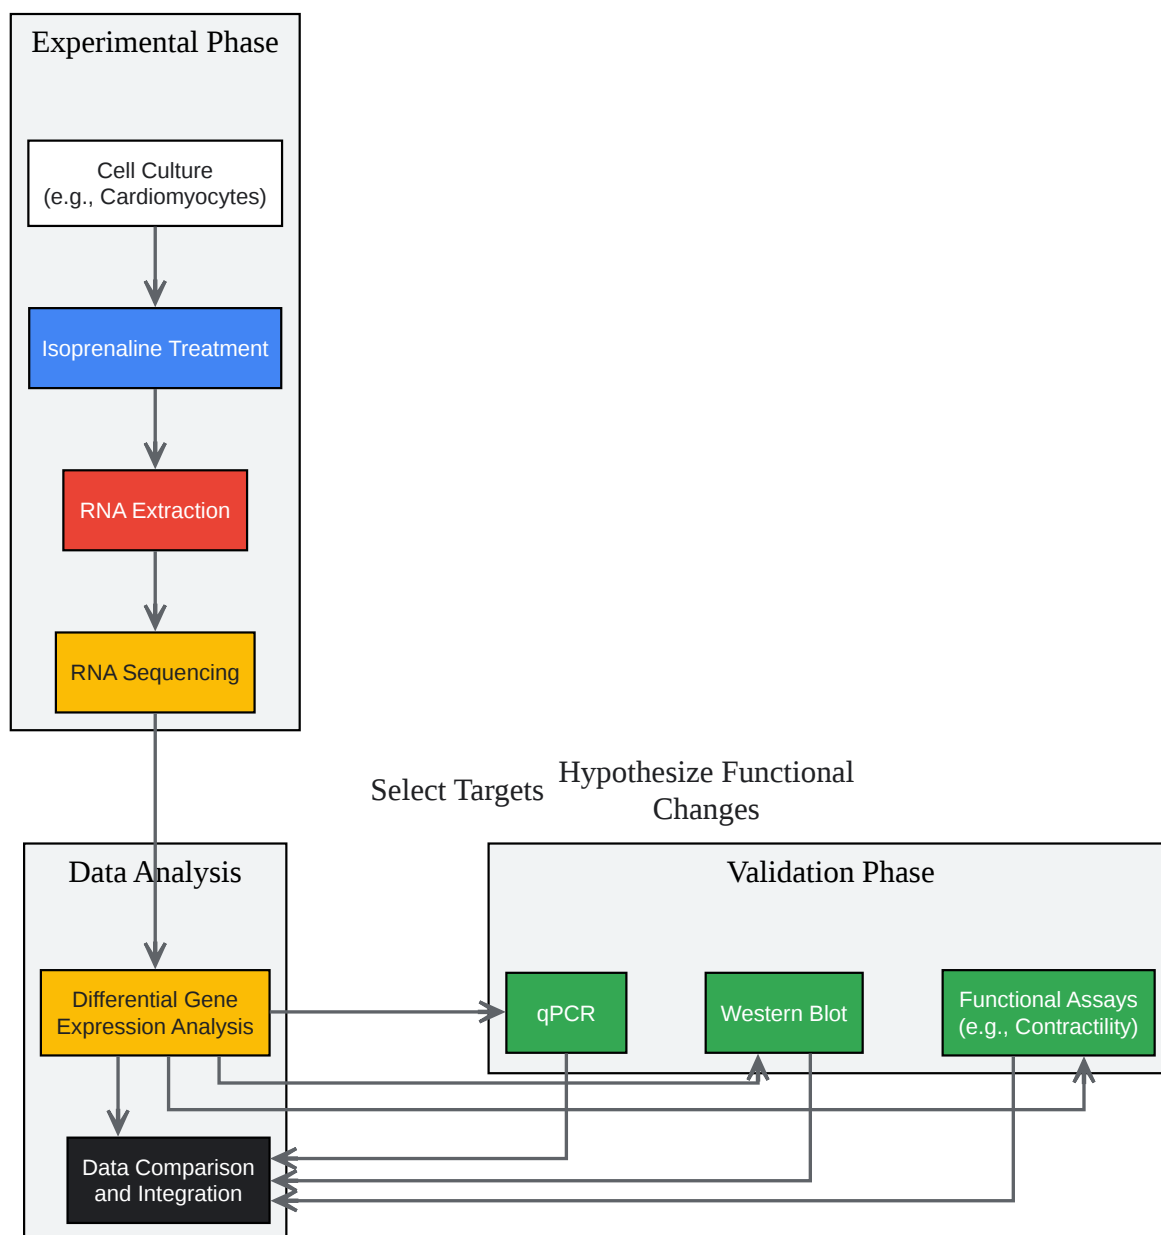 Experimental Phase
Cell Culture
(e.g., Cardiomyocytes)
Isoprenaline Treatment
RNA Extraction
RNA Sequencing
Select Targets
Hypothesize Functional
Changes
Data Analysis
Validation Phase
Differential Gene
Expression Analysis
qPCR
Western Blot
Functional Assays
(e.g., Contractility)
Data Comparison
and Integration